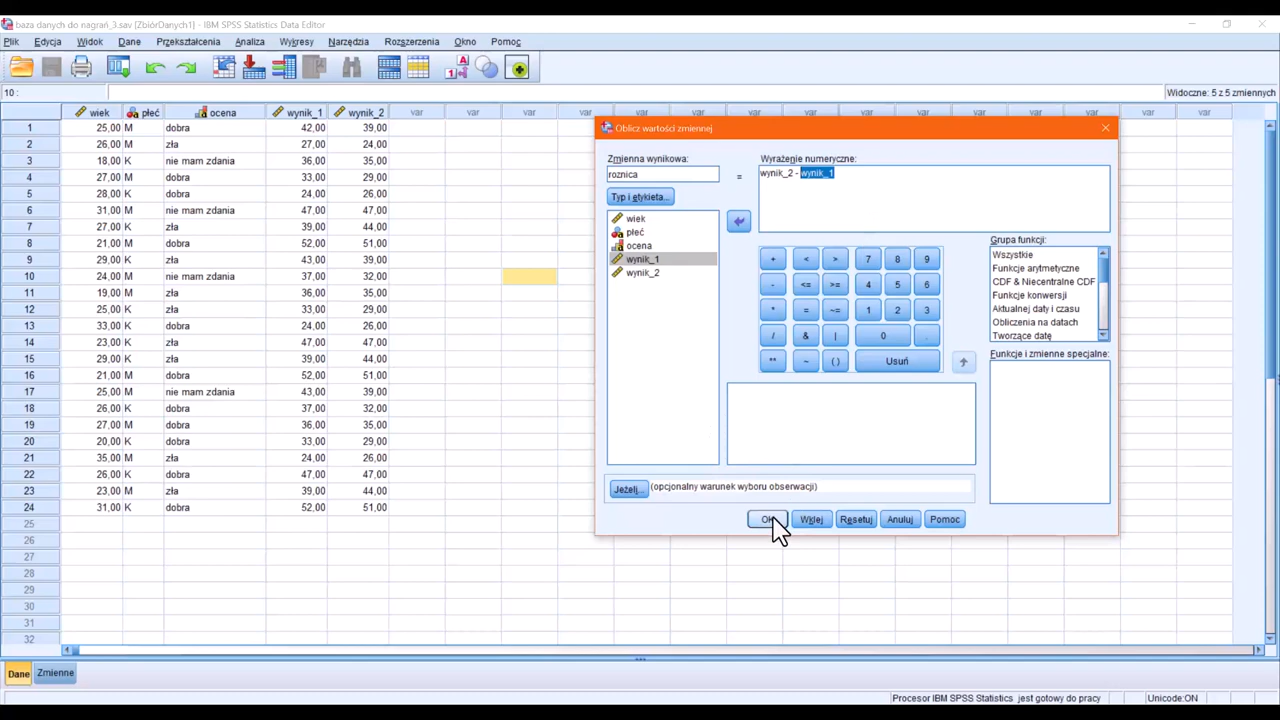 baza danych do nagrań_3.sav [ZbiórDanych1] - IBM SPSS Statistics Data Editor
Plik Edycja Widok Dane Przekształcenia Analiza Wykresy Narzędzia Rozszerzenia Okno Pomoc
10 :
Widoczne: 5 z 5 zmiennych
wiek płeć ocena wynik_1 wynik_2 var var var var var var var var var var var var var var
1 25,00 M dobra 42,00 39,00
2 26,00 M zła 27,00 24,00
3 18,00 K nie mam zdania 36,00 35,00
4 27,00 M dobra 33,00 29,00
5 28,00 K dobra 24,00 26,00
6 31,00 M nie mam zdania 47,00 47,00
7 27,00 K zła 39,00 44,00
8 21,00 M dobra 52,00 51,00
9 29,00 K zła 43,00 39,00
10 24,00 M nie mam zdania 37,00 32,00
11 19,00 M zła 36,00 35,00
12 25,00 K zła 33,00 29,00
13 33,00 K dobra 24,00 26,00
14 23,00 K zła 47,00 47,00
15 29,00 K zła 39,00 44,00
16 21,00 M dobra 52,00 51,00
17 25,00 M nie mam zdania 43,00 39,00
18 26,00 K dobra 37,00 32,00
19 27,00 M dobra 36,00 35,00
20 20,00 K dobra 33,00 29,00
21 35,00 M zła 24,00 26,00
22 26,00 K dobra 47,00 47,00
23 23,00 M zła 39,00 44,00
24 31,00 K dobra 52,00 51,00
25
26
27
28
29
30
31
32
Oblicz wartości zmiennej
Zmienna wynikowa:
roznica
=
Wyrażenie numeryczne:
wynik_2 - wynik_1
Typ i etykieta...
wiek
płeć
ocena
wynik_1
wynik_2
+ < > 7 8 9
- <= >= 4 5 6
* = ~= 1 2 3
/ & | 0 .
** ~ ( ) Usuń
Grupa funkcji:
Wszystkie
Funkcje arytmetyczne
CDF & Niecentralne CDF
Funkcje konwersji
Aktualnej daty i czasu
Obliczenia na datach
Tworzące datę
Funkcje i zmienne specjalne:
Jeżeli... (opcjonalny warunek wyboru obserwacji)
OK Wklej Resetuj Anuluj Pomoc
Dane Zmienne
Procesor IBM SPSS Statistics jest gotowy do pracy Unicode:ON